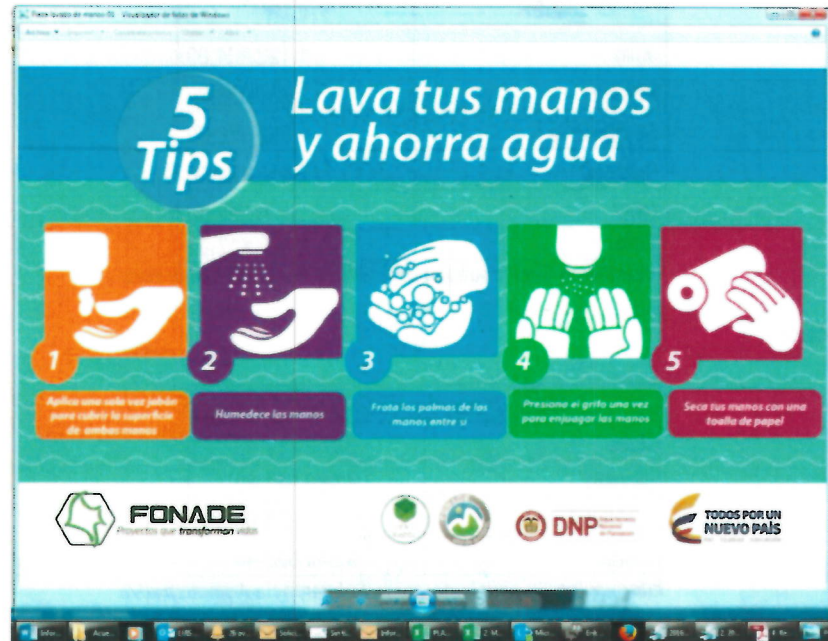 5
Tips
Lava tus manos
y ahorra agua
1
2
3
4
5
Aplica una sola vez jabón
para cubrir la superficie
de ambas manos
Humedece las manos
Frota las palmas de las
manos entre sí
Presiona el grifo una vez
para enjuagar las manos
Seca tus manos con una
toalla de papel
FONADE
Proyectos que transforman vidas
DNP
TODOS POR UN
NUEVO PAÍS